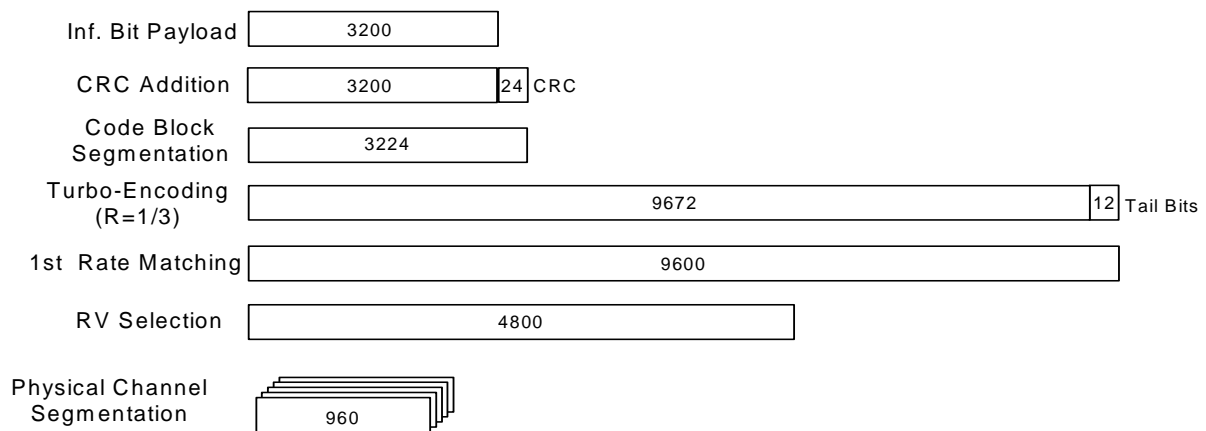 Inf. Bit Payload 3200
CRC Addition 3200 24 CRC
Code Block
Segmentation 3224
Turbo-Encoding
(R=1/3) 9672 12 Tail Bits
1st Rate Matching 9600
RV Selection 4800
Physical Channel
Segmentation 960